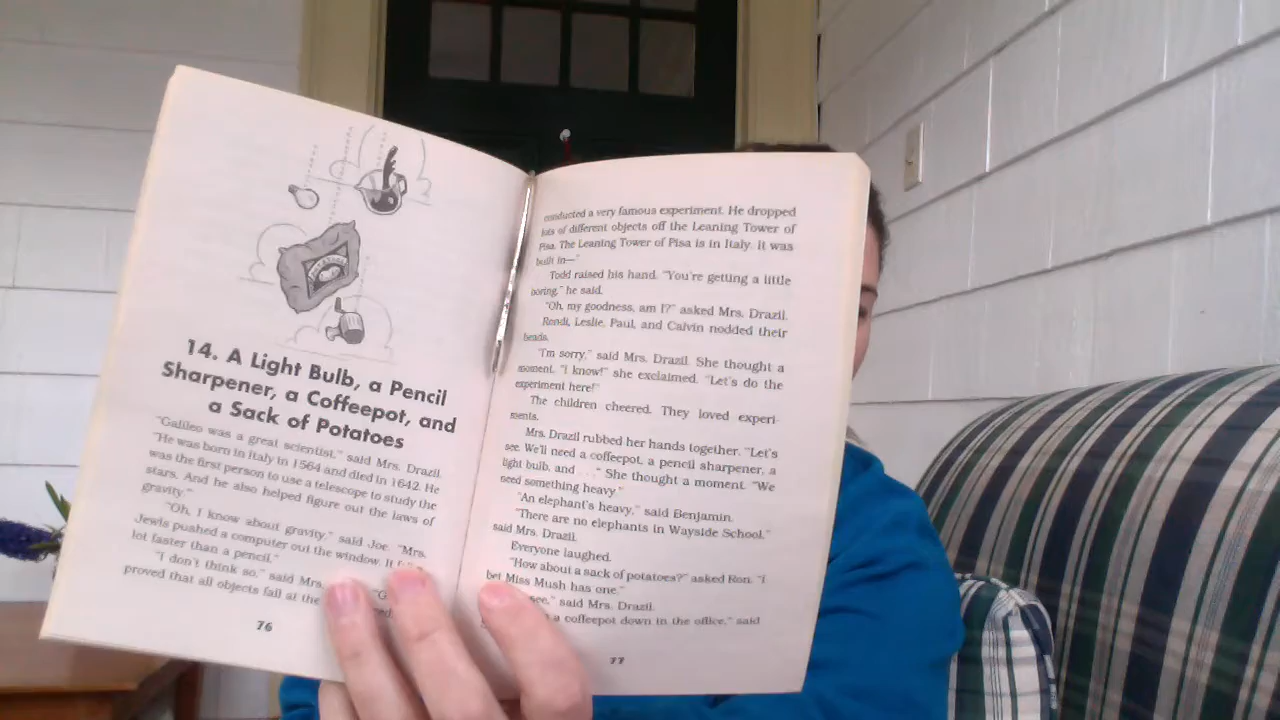 14. A Light Bulb, a Pencil
Sharpener, a Coffeepot, and
a Sack of Potatoes
"Galileo was a great scientist," said Mrs. Drazil.
"He was born in Italy in 1564 and died in 1642. He
was the first person to use a telescope to study the
stars. And he also helped figure out the laws of
gravity."
"Oh, I know about gravity," said Joe. "Mrs.
Jewls pushed a computer out the window. It
lot faster than a pencil."
"I don't think so," said Mrs.
proved that all objects fall at the
76
conducted a very famous experiment. He dropped
lots of different objects off the Leaning Tower of
Pisa. The Leaning Tower of Pisa is in Italy. It was
built in—"
Todd raised his hand. "You're getting a little
boring," he said.
"Oh, my goodness, am I?" asked Mrs. Drazil.
Rondi, Leslie, Paul, and Calvin nodded their
heads.
"I'm sorry," said Mrs. Drazil. She thought a
moment. "I know!" she exclaimed. "Let's do the
experiment here!"
The children cheered. They loved experi-
ments.
Mrs. Drazil rubbed her hands together. "Let's
see. We'll need a coffeepot, a pencil sharpener, a
light bulb, and . . ." She thought a moment. "We
need something heavy."
"An elephant's heavy," said Benjamin.
"There are no elephants in Wayside School,"
said Mrs. Drazil.
Everyone laughed.
"How about a sack of potatoes?" asked Ron. "I
bet Miss Mush has one."
see," said Mrs. Drazil.
a coffeepot down in the office," said
77